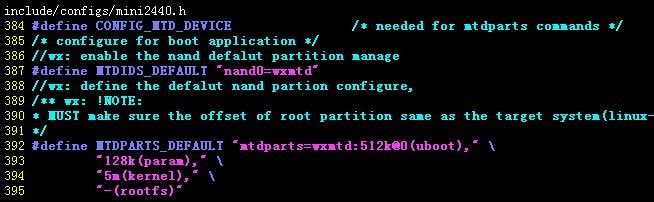 include/configs/mini2440.h
384 #define CONFIG_MTD_DEVICE /* needed for mtdparts commands */
385 /* configure for boot application */
386 //wx: enable the nand defalut partition manage
387 #define MTDIDS_DEFAULT "nand0=wxmtd"
388 //wx: define the defalut nand partion configure,
389 /** wx: !NOTE:
390 * MUST make sure the offset of root partition same as the target system(linux-
391 */
392 #define MTDPARTS_DEFAULT "mtdparts=wxmtd:512k@0(uboot)," \
393 "128k(param)," \
394 "5m(kernel)," \
395 "-(rootfs)"